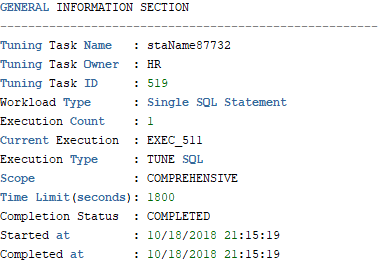 GENERAL INFORMATION SECTION
-------------------------------------------------------------------------------
Tuning Task Name   : staName87732
Tuning Task Owner  : HR
Tuning Task ID     : 519
Workload Type      : Single SQL Statement
Execution Count    : 1
Current Execution  : EXEC_511
Execution Type     : TUNE SQL
Scope              : COMPREHENSIVE
Time Limit(seconds): 1800
Completion Status  : COMPLETED
Started at         : 10/18/2018 21:15:19
Completed at       : 10/18/2018 21:15:19